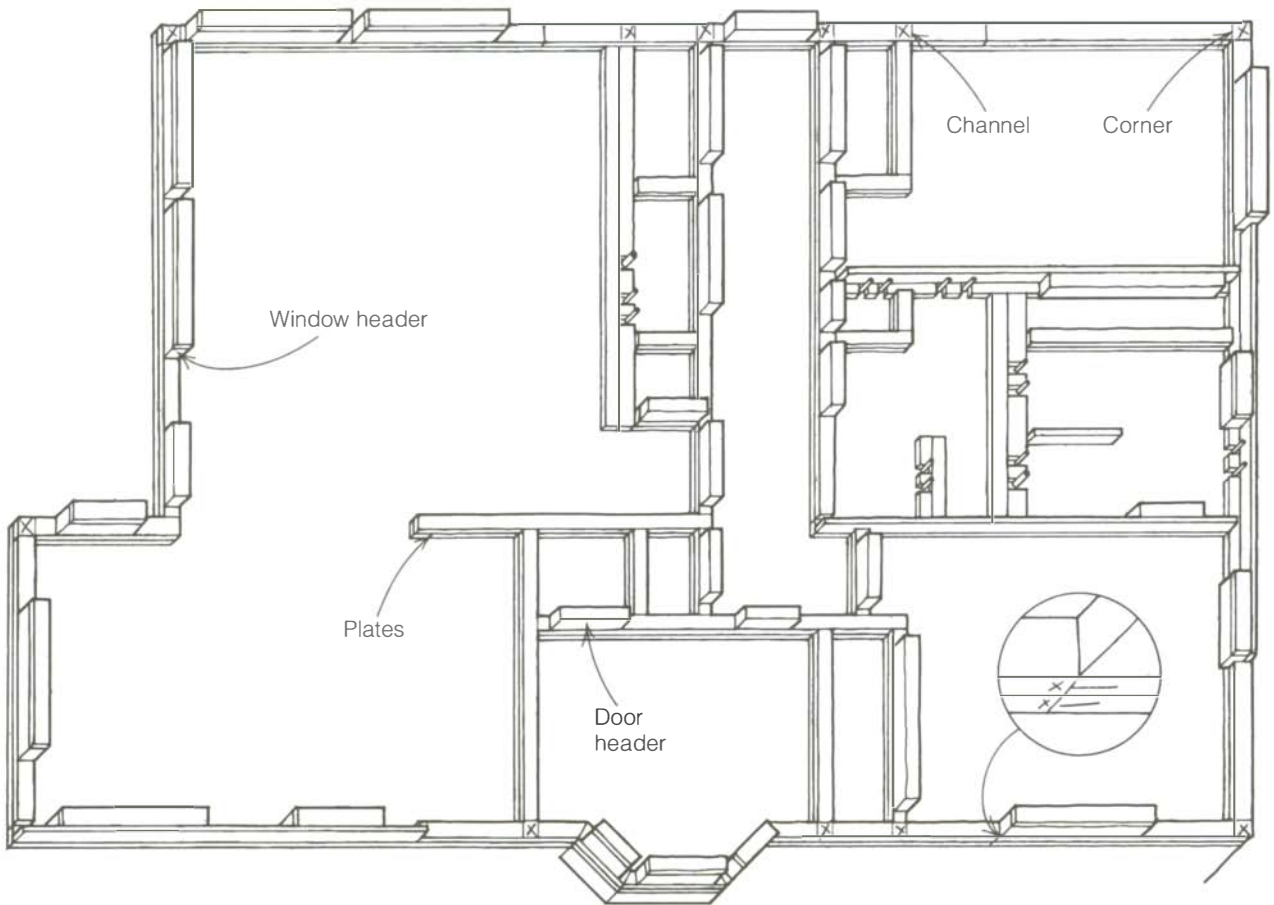 Channel
Corner
Window header
Plates
Door
header